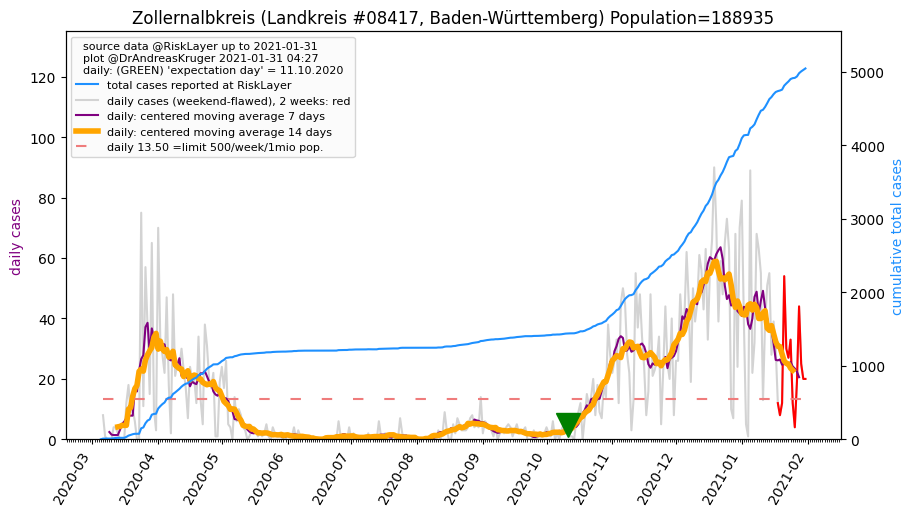 Zollernalbkreis (Landkreis #08417, Baden-Württemberg) Population=188935
source data @RiskLayer up to 2021-01-31
plot @DrAndreasKruger 2021-01-31 04:27
daily: (GREEN) 'expectation day' = 11.10.2020
total cases reported at RiskLayer
daily cases (weekend-flawed), 2 weeks: red
daily: centered moving average 7 days
daily: centered moving average 14 days
daily 13.50 =limit 500/week/1mio pop.
daily cases
120
100
80
60
40
20
0
cumulative total cases
5000
4000
3000
2000
1000
0
2020-03
2020-04
2020-05
2020-06
2020-07
2020-08
2020-09
2020-10
2020-11
2020-12
2021-01
2021-02